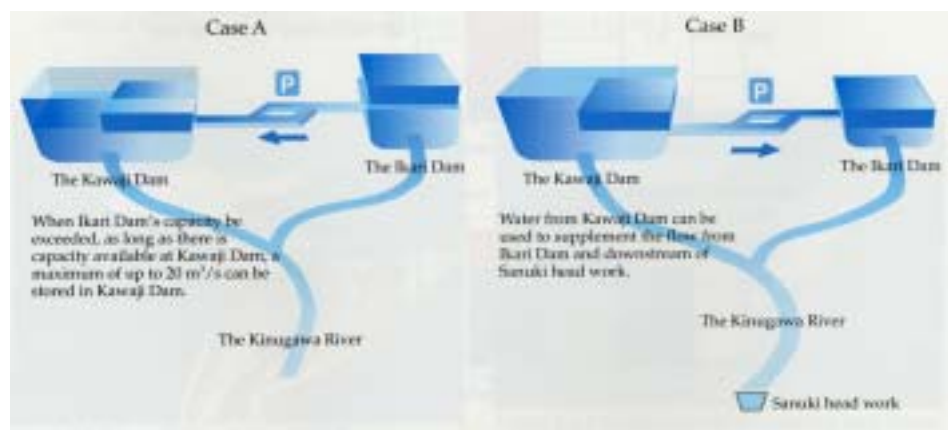 Case A
P
The Kawaji Dam
The Ikari Dam
When Ikari Dam's capacity be
exceeded, as long as there is
capacity available at Kawaji Dam, a
maximum of up to 20 m³/s can be
stored in Kawaji Dam.
The Kinugawa River
Case B
P
The Kawaji Dam
The Ikari Dam
Water from Kawaji Dam can be
used to supplement the flow from
Ikari Dam and downstream of
Sanuki head work.
The Kinugawa River
Sanuki head work